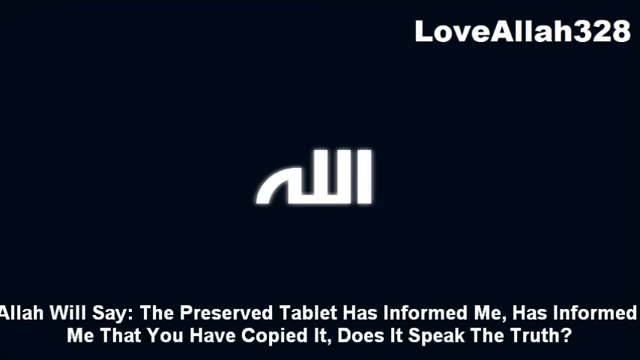 LoveAllah328
الله
Allah Will Say: The Preserved Tablet Has Informed Me, Has Informed
Me That You Have Copied It, Does It Speak The Truth?